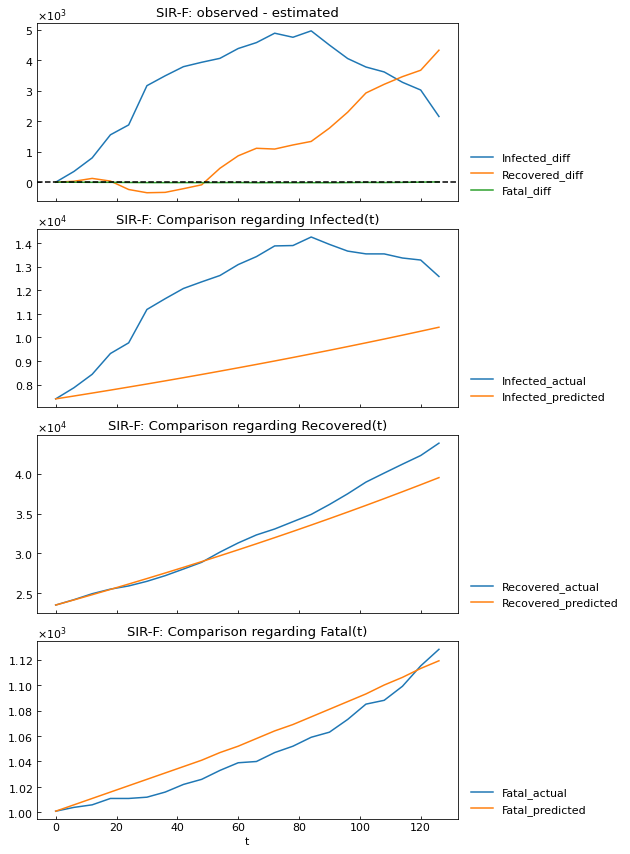 SIR-F: observed - estimated
×10³
5
4
3
2
1
0
Infected_diff
Recovered_diff
Fatal_diff
SIR-F: Comparison regarding Infected(t)
×10⁴
1.4
1.3
1.2
1.1
1.0
0.9
0.8
Infected_actual
Infected_predicted
SIR-F: Comparison regarding Recovered(t)
×10⁴
4.0
3.5
3.0
2.5
Recovered_actual
Recovered_predicted
SIR-F: Comparison regarding Fatal(t)
×10³
1.12
1.10
1.08
1.06
1.04
1.02
1.00
Fatal_actual
Fatal_predicted
0 20 40 60 80 100 120
t